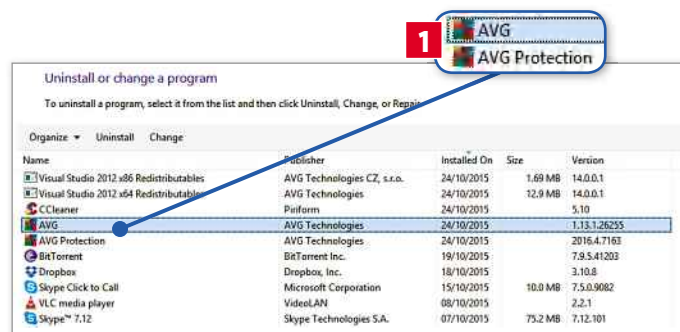 1
AVG
AVG Protection
Uninstall or change a program
To uninstall a program, select it from the list and then click Uninstall, Change, or Repair.
Organize Uninstall Change
Name Publisher Installed On Size Version
Visual Studio 2012 x86 Redistributables AVG Technologies CZ, s.r.o. 24/10/2015 1.69 MB 14.0.0.1
Visual Studio 2012 x64 Redistributables AVG Technologies 24/10/2015 12.9 MB 14.0.0.1
CCleaner Piriform 24/10/2015 5.10
AVG AVG Technologies 24/10/2015 1.13.1.26255
AVG Protection AVG Technologies 24/10/2015 2016.4.7163
BitTorrent BitTorrent Inc. 19/10/2015 7.9.5.41203
Dropbox Dropbox, Inc. 18/10/2015 3.10.8
Skype Click to Call Microsoft Corporation 15/10/2015 10.0 MB 7.5.0.9082
VLC media player VideoLAN 08/10/2015 2.2.1
Skype™ 7.12 Skype Technologies S.A. 07/10/2015 75.2 MB 7.12.101